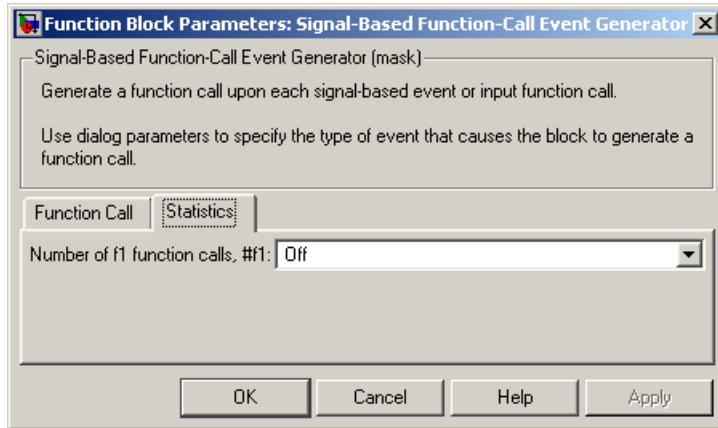 Function Block Parameters: Signal-Based Function-Call Event Generator
Signal-Based Function-Call Event Generator (mask)
Generate a function call upon each signal-based event or input function call.
Use dialog parameters to specify the type of event that causes the block to generate a
function call.
Function Call Statistics
Number of f1 function calls, #f1: Off
OK Cancel Help Apply